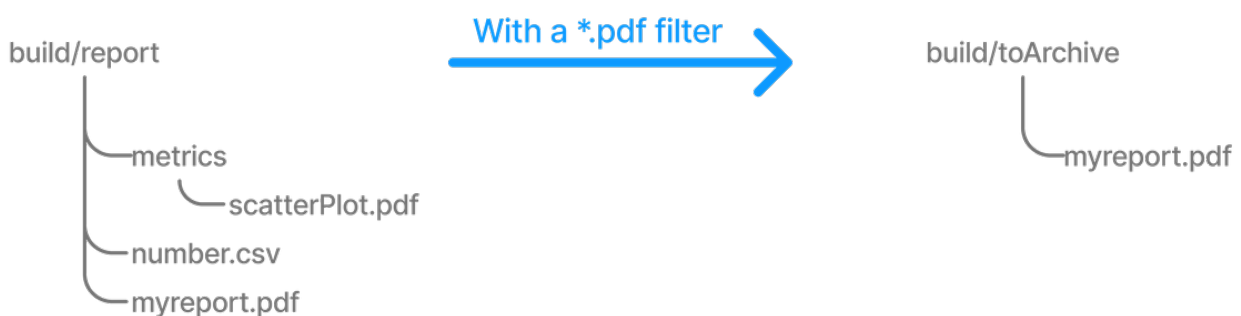 With a *.pdf filter
build/report
build/toArchive
metrics
myreport.pdf
scatterPlot.pdf
number.csv
myreport.pdf